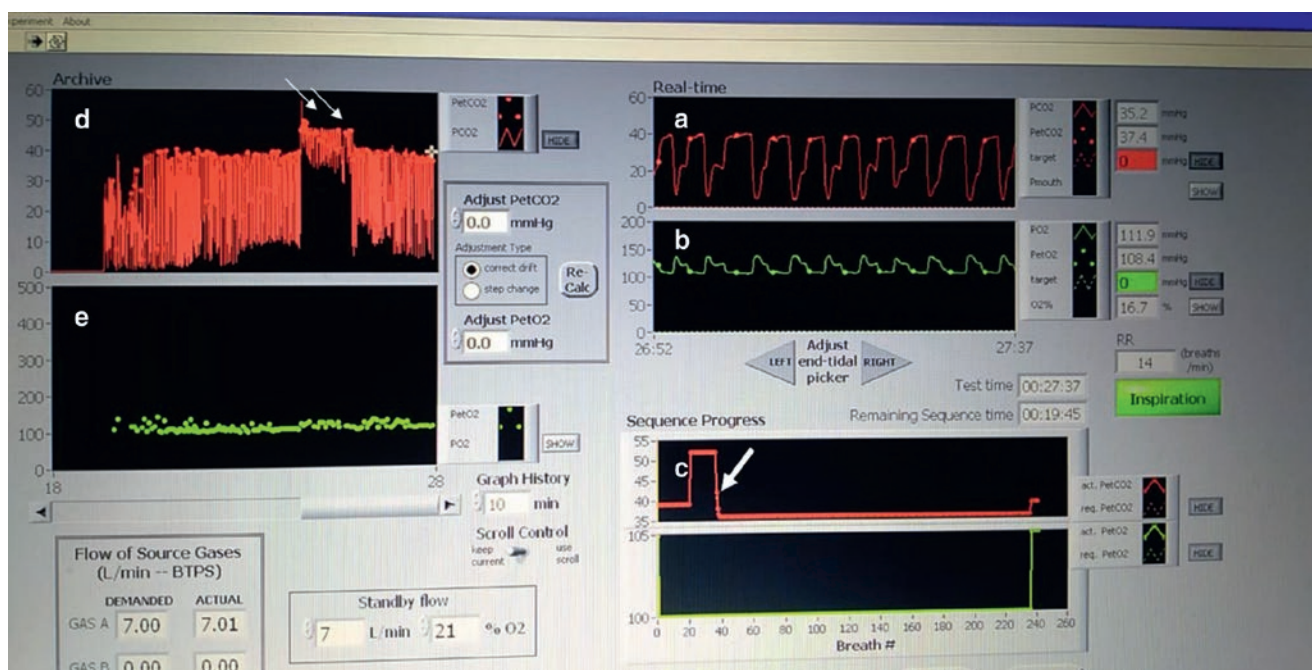 periment About
Archive
60
50
40
30
20
10
0
d
PetCO2
PCO2
HIDE
Adjust PetCO2
0.0 mmHg
Adjustment Type
correct drift
step change
Re-
Calc
Adjust PetO2
0.0 mmHg
500
400
300
200
100
0
e
18
28
PetO2
PO2
SHOW
Graph History
10 min
Scroll Control
keep
current
use
scroll
Flow of Source Gases
(L/min -- BTPS)
DEMANDED ACTUAL
GAS A 7.00 7.01
GAS B 0.00 0.00
Standby flow
7 L/min 21 % O2
Real-time
60
40
20
0
a
PCO2 35.2 mmHg
PetCO2 37.4 mmHg
target 0 mmHg HIDE
Pmouth SHOW
200
150
100
50
0
b
PO2 111.9 mmHg
PetO2 108.4 mmHg
target 0 mmHg HIDE
O2% 16.7 % SHOW
26:52
27:37
LEFT
Adjust
end-tidal
picker
RIGHT
RR
14 (breaths
/min)
Test time 00:27:37
Inspiration
Remaining Sequence time 00:19:45
Sequence Progress
55
50
45
40
35
c
act. PetCO2
req. PetCO2
HIDE
105
100
act. PetO2
req. PetO2
HIDE
0 20 40 60 80 100 120 140 160 180 200 220 240 260
Breath #